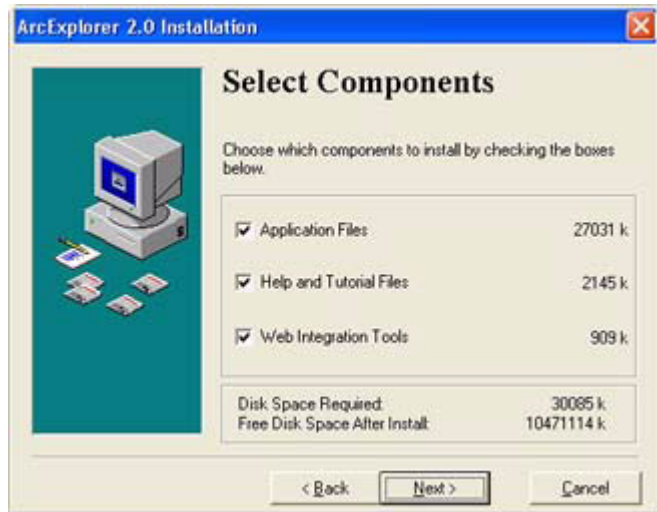 ArcExplorer 2.0 Installation
Select Components
Choose which components to install by checking the boxes
below.
Application Files 27031 k
Help and Tutorial Files 2145 k
Web Integration Tools 909 k
Disk Space Required: 30085 k
Free Disk Space After Install: 10471114 k
< Back Next > Cancel